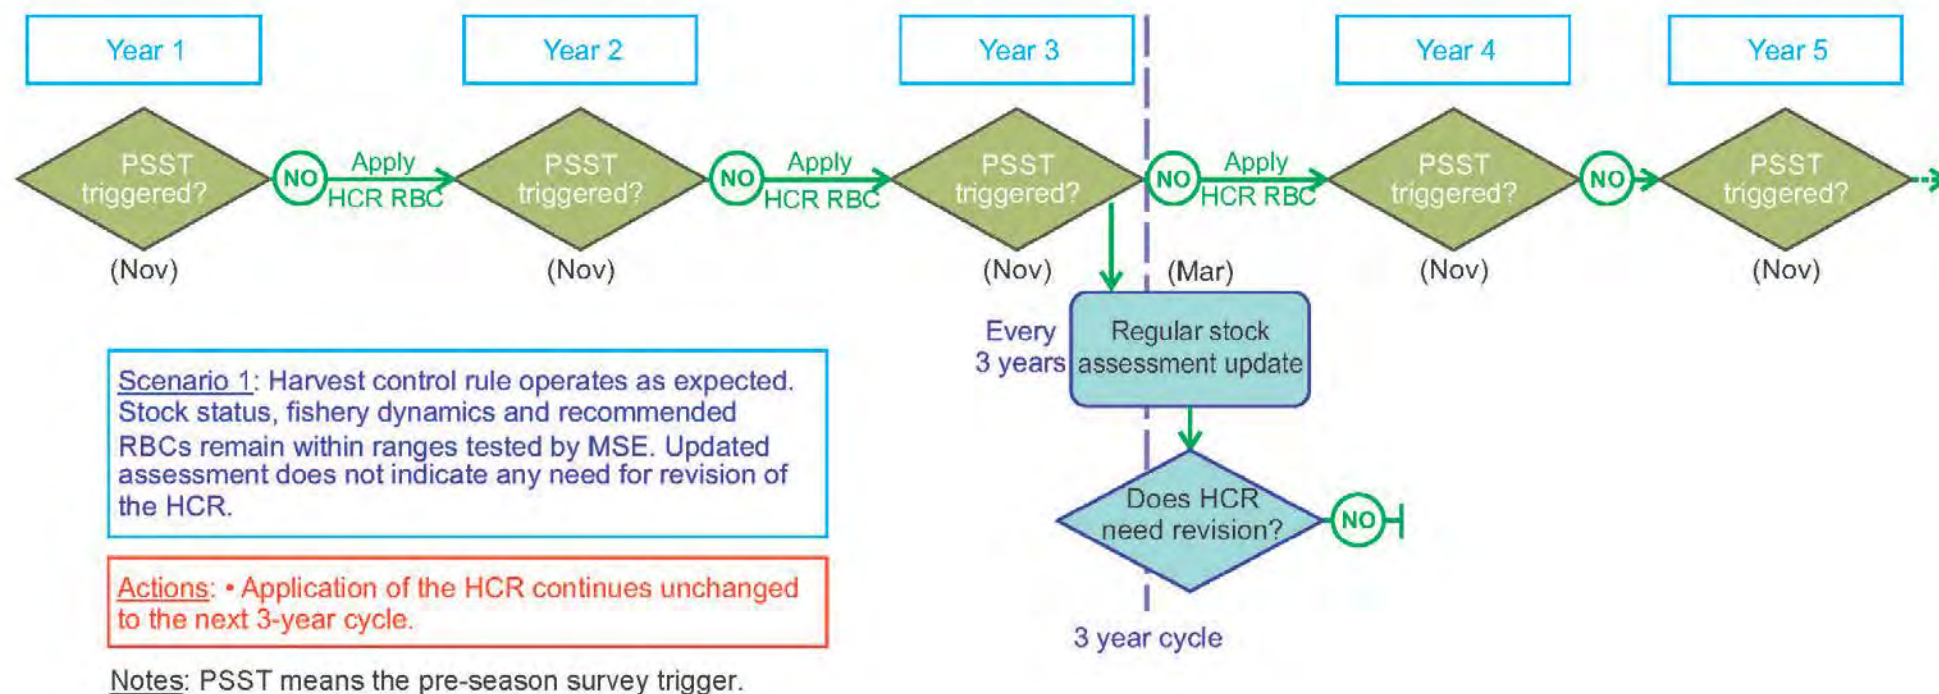 Year 1
Year 2
Year 3
Year 4
Year 5
PSST
triggered?
NO
Apply
HCR RBC
PSST
triggered?
NO
Apply
HCR RBC
PSST
triggered?
NO
Apply
HCR RBC
PSST
triggered?
NO
PSST
triggered?
(Nov)
(Nov)
(Nov)
(Mar)
(Nov)
(Nov)
Every
3 years
Regular stock
assessment update
Does HCR
need revision?
NO
3 year cycle
Scenario 1: Harvest control rule operates as expected.
Stock status, fishery dynamics and recommended
RBCs remain within ranges tested by MSE. Updated
assessment does not indicate any need for revision of
the HCR.
Actions: • Application of the HCR continues unchanged
to the next 3-year cycle.
Notes: PSST means the pre-season survey trigger.